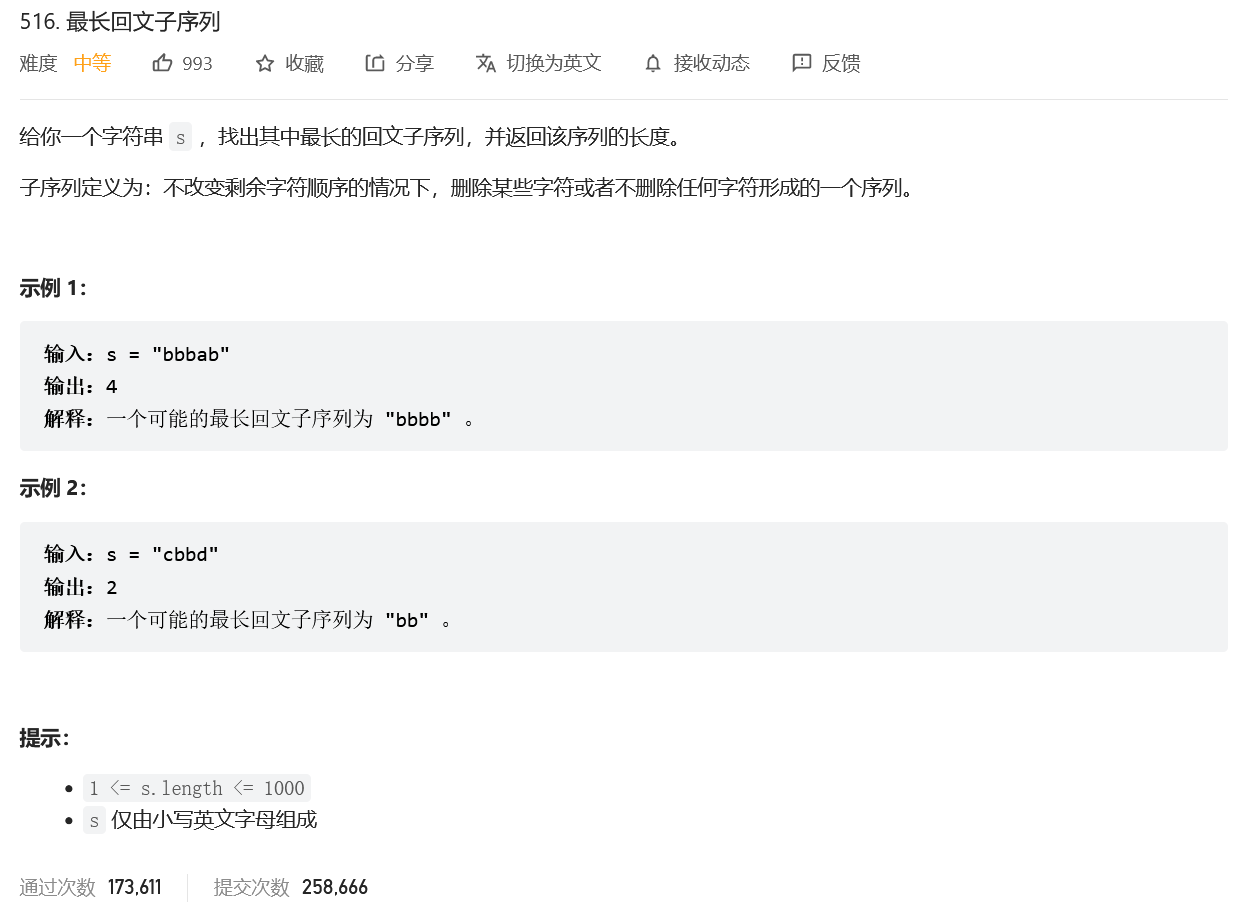 516. 最长回文子序列
难度 中等 993 收藏 分享 切换为英文 接收动态 反馈
给你一个字符串 s ，找出其中最长的回文子序列，并返回该序列的长度。
子序列定义为：不改变剩余字符顺序的情况下，删除某些字符或者不删除任何字符形成的一个序列。
示例 1：
输入：s = "bbbab"
输出：4
解释：一个可能的最长回文子序列为 "bbbb" 。
示例 2：
输入：s = "cbbd"
输出：2
解释：一个可能的最长回文子序列为 "bb" 。
提示：
1 <= s.length <= 1000
s 仅由小写英文字母组成
通过次数 173,611 提交次数 258,666